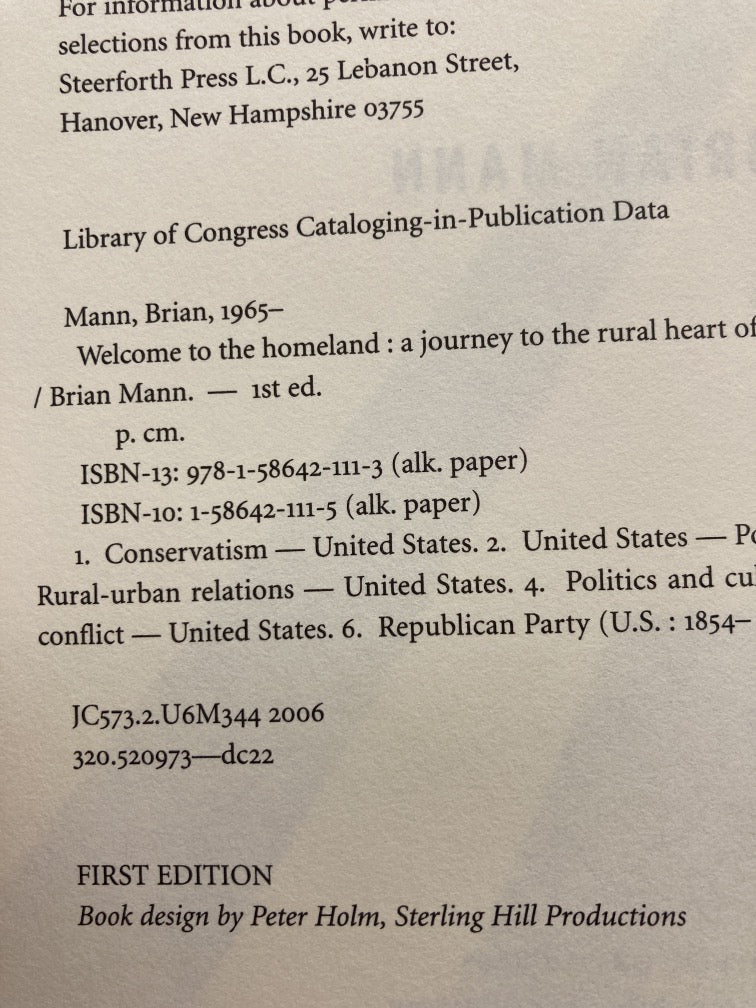 For information about
selections from this book, write to:
Steerforth Press L.C., 25 Lebanon Street,
Hanover, New Hampshire 03755
Library of Congress Cataloging-in-Publication Data
Mann, Brian, 1965–
Welcome to the homeland : a journey to the rural heart of
/ Brian Mann. — 1st ed.
p. cm.
ISBN-13: 978-1-58642-111-3 (alk. paper)
ISBN-10: 1-58642-111-5 (alk. paper)
1. Conservatism — United States. 2. United States —
Rural-urban relations — United States. 4. Politics and
conflict — United States. 6. Republican Party (U.S. : 1854–
JC573.2.U6M344 2006
320.520973—dc22
FIRST EDITION
Book design by Peter Holm, Sterling Hill Productions